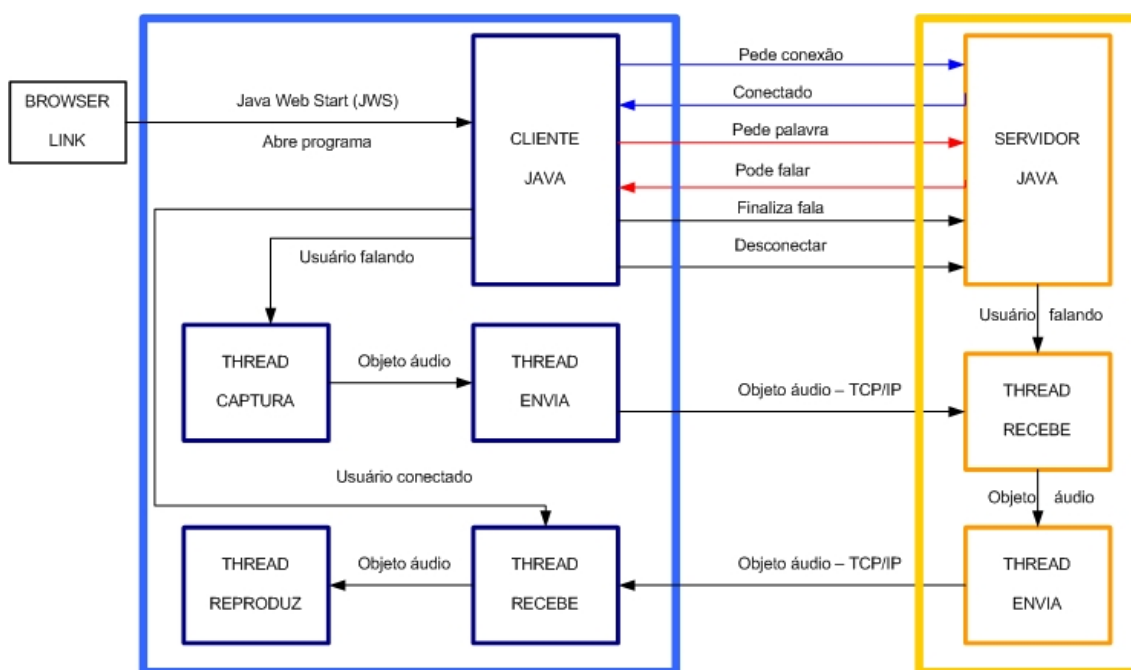 BROWSER
LINK
Java Web Start (JWS)
Abre programa
CLIENTE
JAVA
Pede conexão
Conectado
Pede palavra
Pode falar
Finaliza fala
Desconectar
SERVIDOR
JAVA
Usuário falando
Usuário falando
THREAD
CAPTURA
Objeto áudio
THREAD
ENVIA
Objeto áudio – TCP/IP
THREAD
RECEBE
Usuário conectado
Objeto áudio
THREAD
REPRODUZ
Objeto áudio
THREAD
RECEBE
Objeto áudio – TCP/IP
THREAD
ENVIA